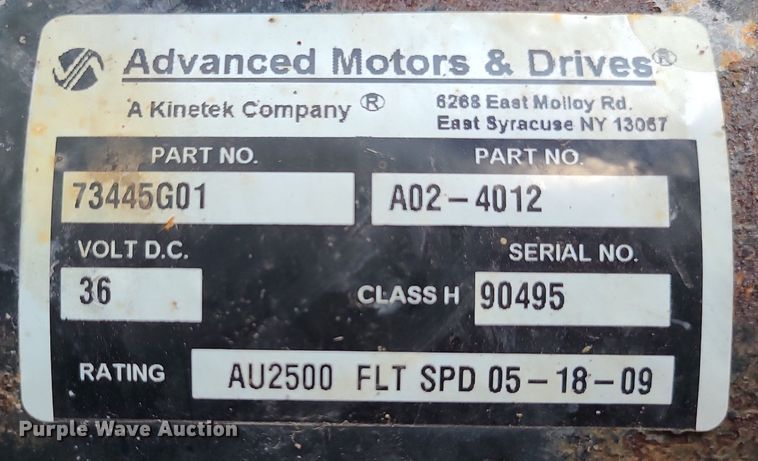 Advanced Motors & Drives®
A Kinetek Company ®
6268 East Molloy Rd.
East Syracuse NY 13057
PART NO. PART NO.
73445G01 A02-4012
VOLT D.C. SERIAL NO.
36 CLASS H 90495
RATING AU2500 FLT SPD 05-18-09
Purple Wave Auction